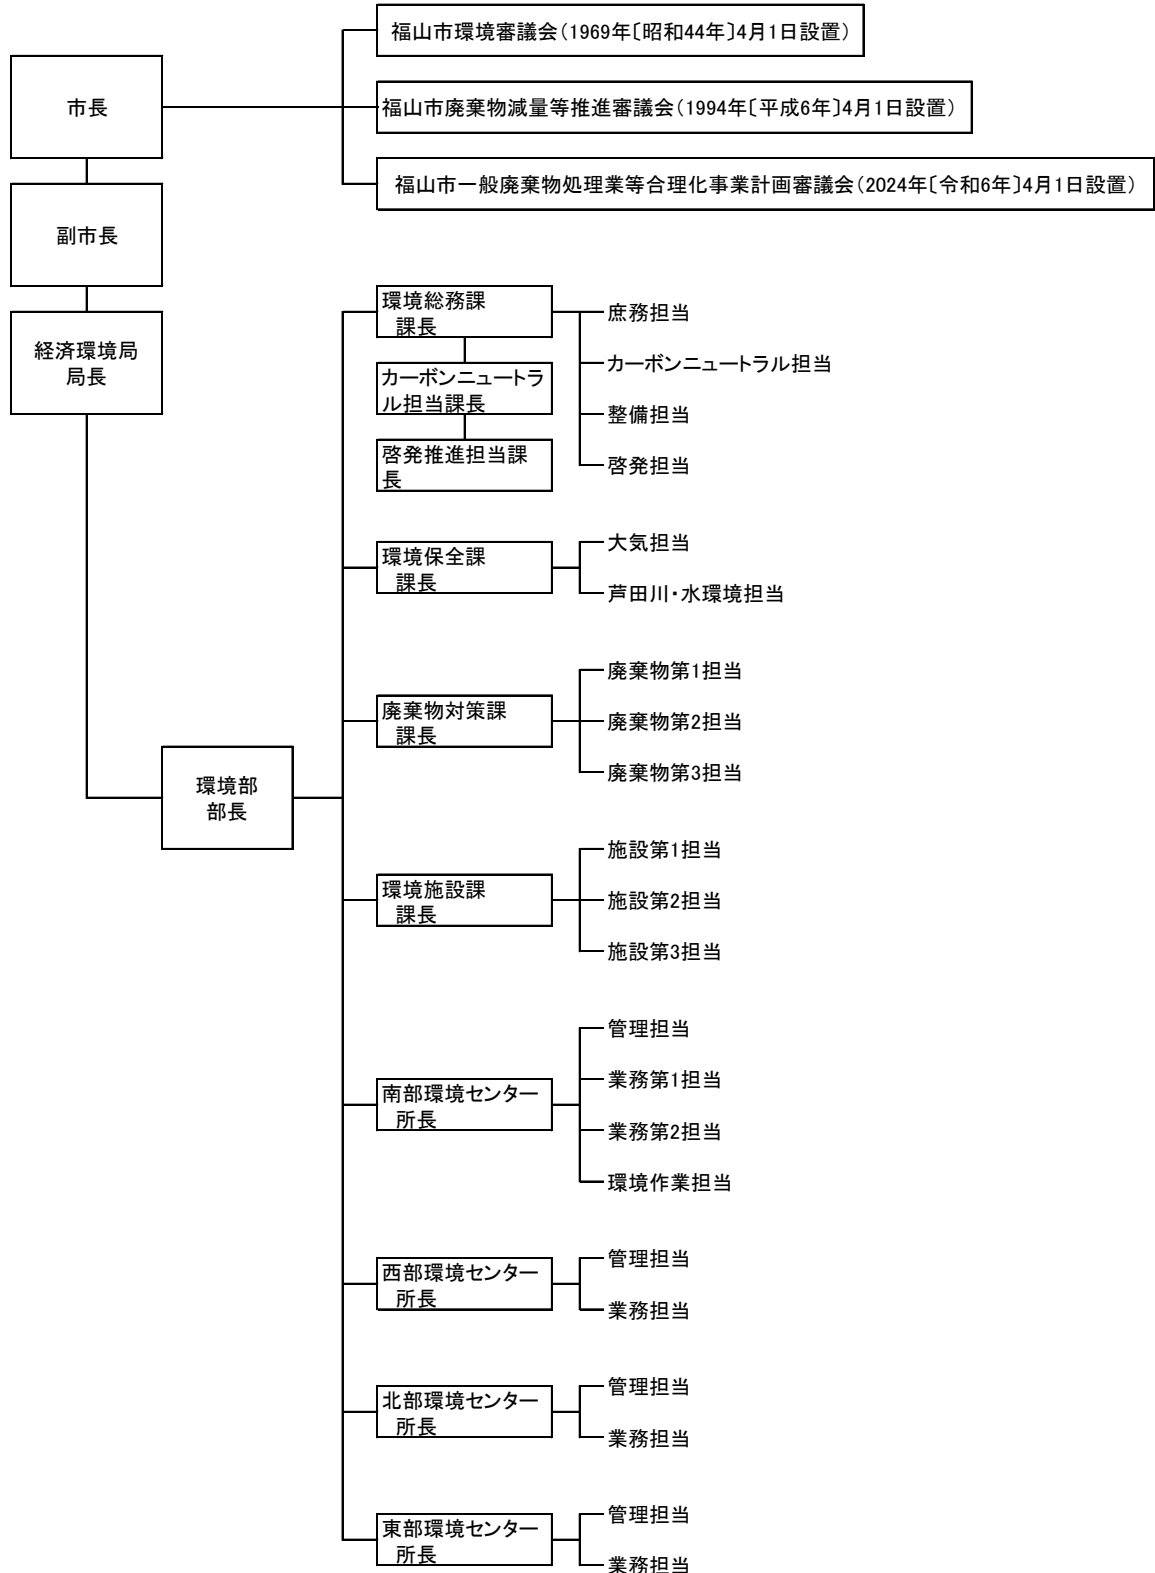 福山市環境審議会（1969年〔昭和44年〕4月1日設置）
市長
福山市廃棄物減量等推進審議会（1994年〔平成6年〕4月1日設置）
福山市一般廃棄物処理業等合理化事業計画審議会（2024年〔令和6年〕4月1日設置）
副市長
経済環境局
局長
環境総務課
課長
カーボンニュートラ
ル担当課長
啓発推進担当課
長
庶務担当
カーボンニュートラル担当
整備担当
啓発担当
環境保全課
課長
大気担当
芦田川・水環境担当
廃棄物対策課
課長
廃棄物第1担当
廃棄物第2担当
廃棄物第3担当
環境部
部長
環境施設課
課長
施設第1担当
施設第2担当
施設第3担当
南部環境センター
所長
管理担当
業務第1担当
業務第2担当
環境作業担当
西部環境センター
所長
管理担当
業務担当
北部環境センター
所長
管理担当
業務担当
東部環境センター
所長
管理担当
業務担当